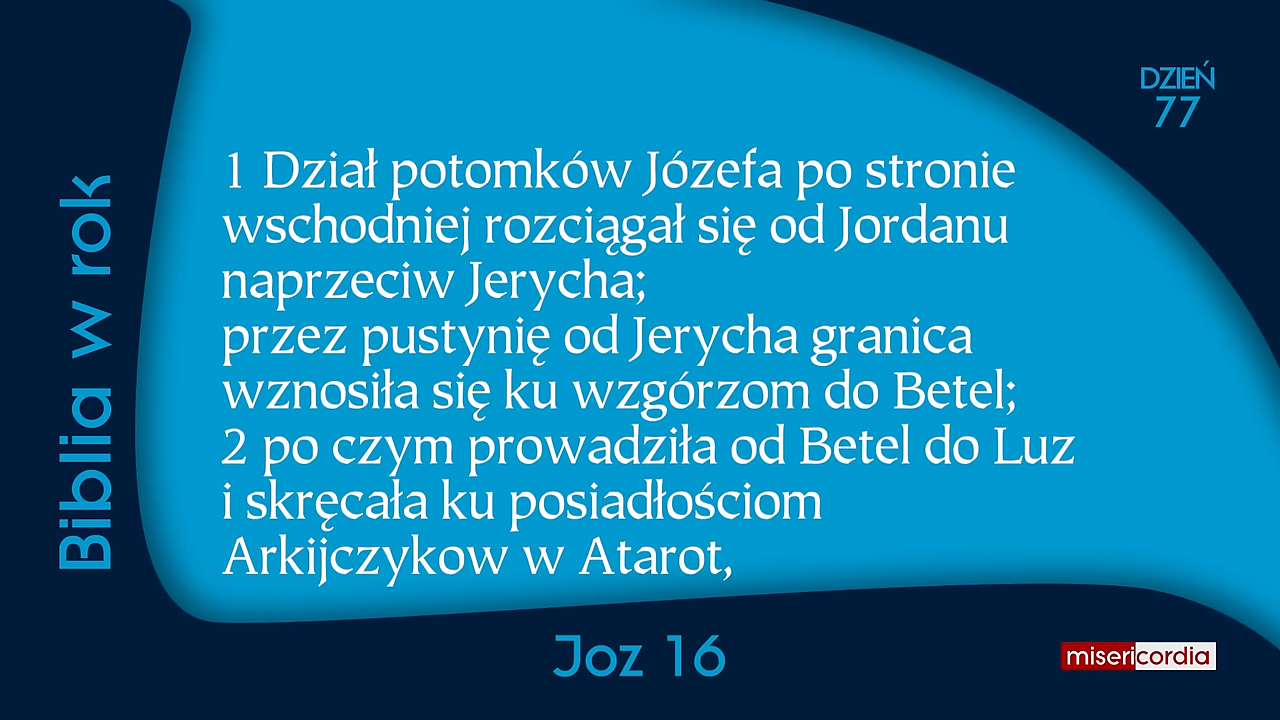 DZIEŃ
77
Biblia w rok
1 Dział potomków Józefa po stronie
wschodniej rozciągał się od Jordanu
naprzeciw Jerycha;
przez pustynię od Jerycha granica
wznosiła się ku wzgórzom do Betel;
2 po czym prowadziła od Betel do Luz
i skręcała ku posiadłościom
Arkijczykow w Atarot,
Joz 16
misericordia